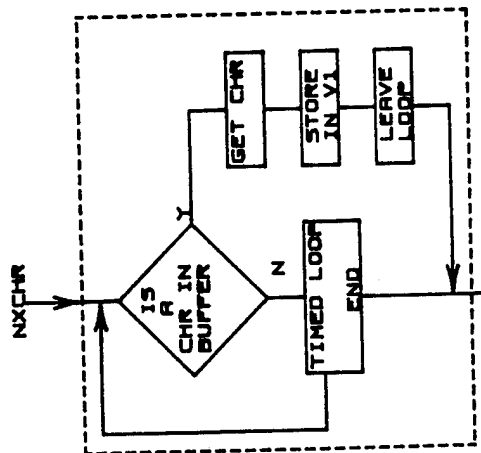 NXCHR
IS
A
CHR IN
BUFFER
Y
GET CHR
STORE
IN V1
LEAVE
LOOP
N
TIMED LOOP
END